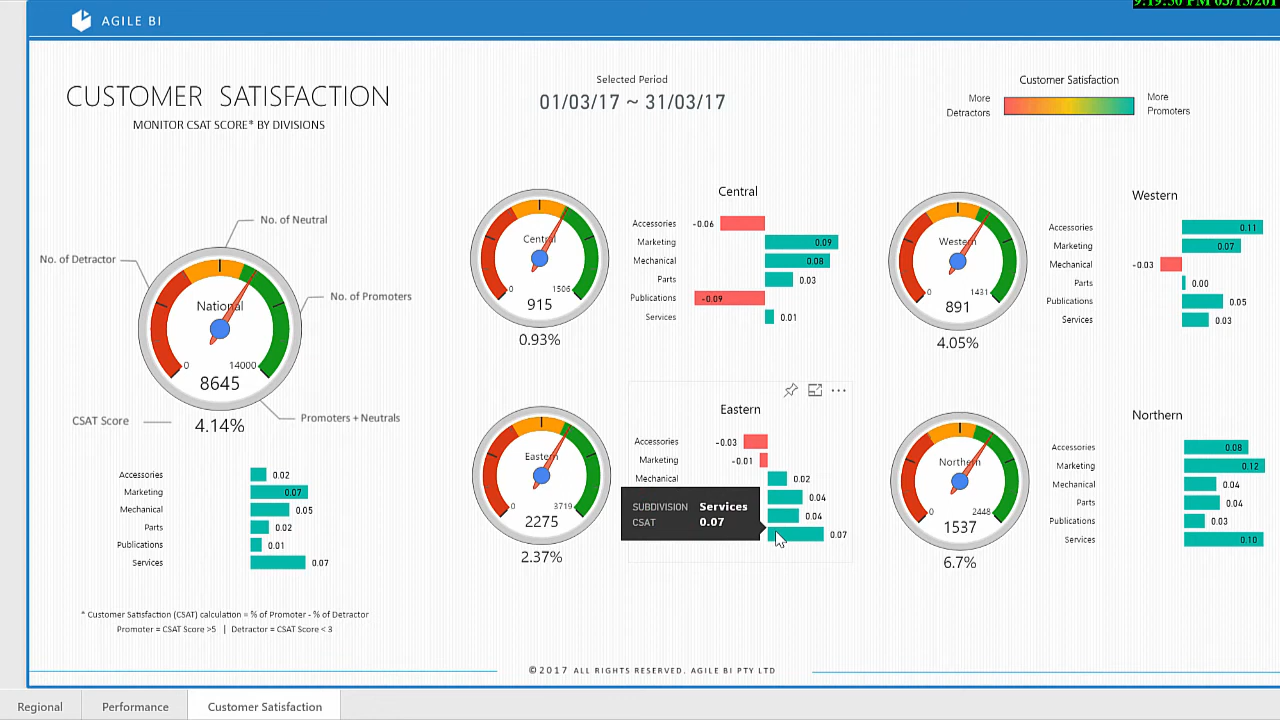 AGILE BI
CUSTOMER SATISFACTION
MONITOR CSAT SCORE* BY DIVISIONS
Selected Period
01/03/17 ~ 31/03/17
Customer Satisfaction
More
Detractors
More
Promoters
No. of Neutral
No. of Detractor
No. of Promoters
National
0
14000
8645
CSAT Score
4.14%
Promoters + Neutrals
Accessories 0.02
Marketing 0.07
Mechanical 0.05
Parts 0.02
Publications 0.01
Services 0.07
* Customer Satisfaction (CSAT) calculation = % of Promoter - % of Detractor
Promoter = CSAT Score >5 | Detractor = CSAT Score < 3
Central
0
1506
915
0.93%
Central
Accessories -0.06
Marketing 0.09
Mechanical 0.08
Parts 0.03
Publications -0.09
Services 0.01
Western
0
1431
891
4.05%
Western
Accessories 0.11
Marketing 0.07
Mechanical -0.03
Parts 0.00
Publications 0.05
Services 0.03
Eastern
0
3719
2275
2.37%
Eastern
Accessories -0.03
Marketing -0.01
Mechanical 0.02
0.04
0.04
0.07
SUBDIVISION Services
CSAT 0.07
Northern
0
2448
1537
6.7%
Northern
Accessories 0.08
Marketing 0.12
Mechanical 0.04
Parts 0.04
Publications 0.03
Services 0.10
©2017 ALL RIGHTS RESERVED, AGILE BI PTY LTD
Regional
Performance
Customer Satisfaction